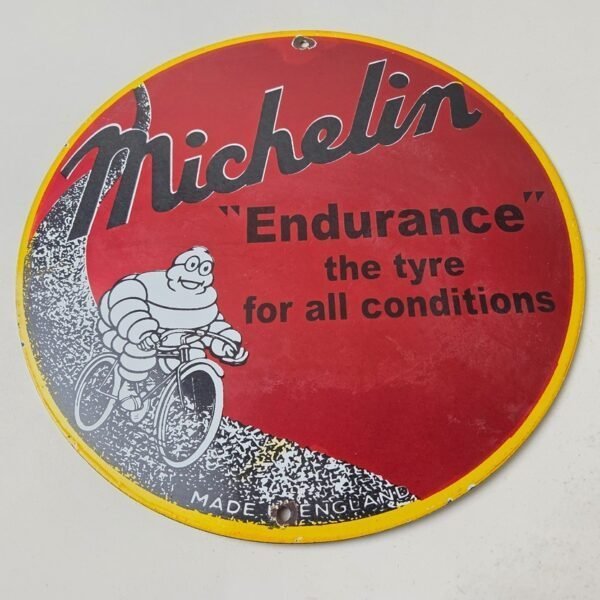 Michelin
"Endurance"
the tyre
for all conditions
MADE ENGLAND